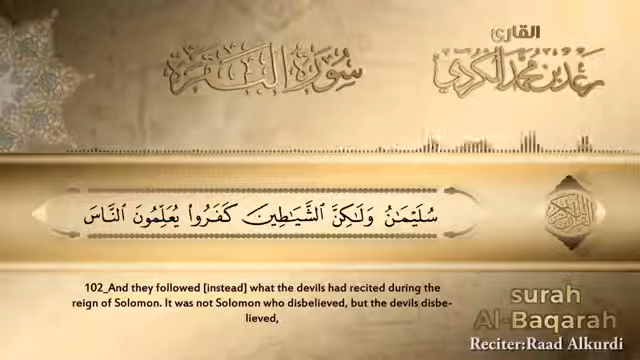 القارئ
رعد بن محمد الكردي
سورة البقرة
سُلَيْمَٰنُ وَلَٰكِنَّ ٱلشَّيَٰطِينَ كَفَرُوا۟ يُعَلِّمُونَ ٱلنَّاسَ
102_And they followed [instead] what the devils had recited during the
reign of Solomon. It was not Solomon who disbelieved, but the devils disbe-
lieved,
surah
Al-Baqarah
Reciter:Raad Alkurdi